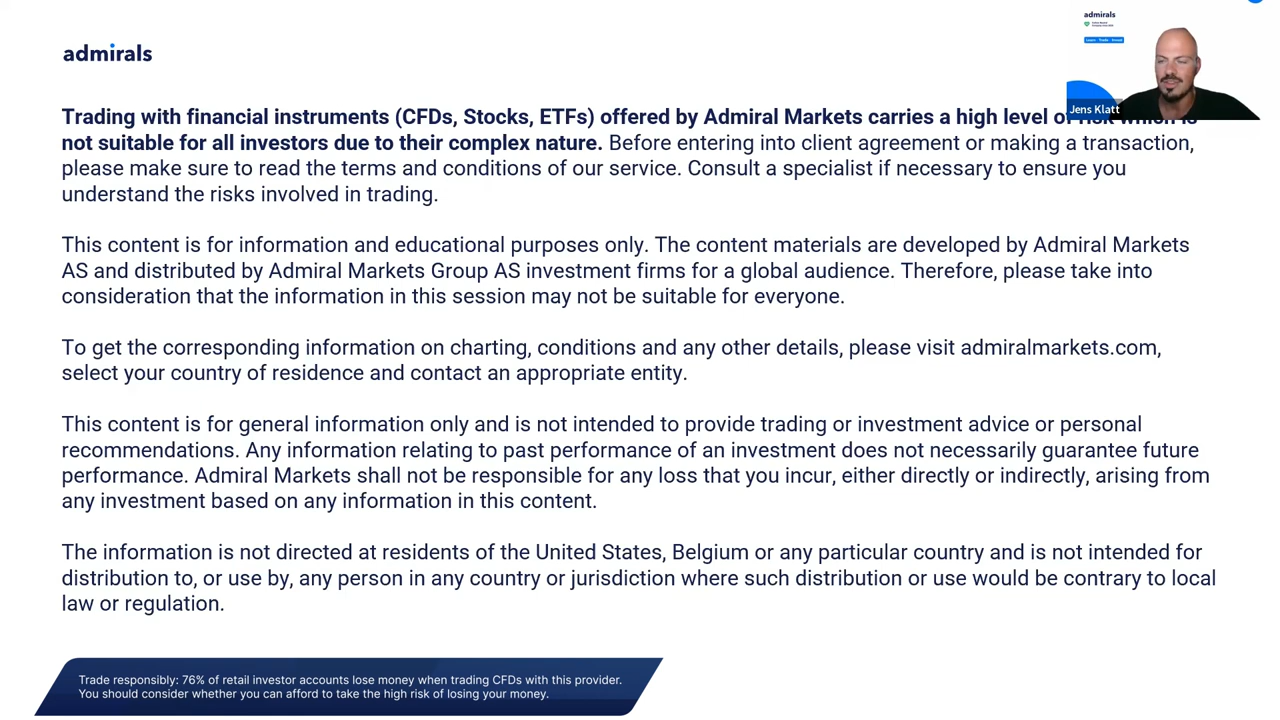 admirals
admirals
Jens Klatt
Trading with financial instruments (CFDs, Stocks, ETFs) offered by Admiral Markets carries a high level of risk which is
not suitable for all investors due to their complex nature. Before entering into client agreement or making a transaction,
please make sure to read the terms and conditions of our service. Consult a specialist if necessary to ensure you
understand the risks involved in trading.
This content is for information and educational purposes only. The content materials are developed by Admiral Markets
AS and distributed by Admiral Markets Group AS investment firms for a global audience. Therefore, please take into
consideration that the information in this session may not be suitable for everyone.
To get the corresponding information on charting, conditions and any other details, please visit admiralmarkets.com,
select your country of residence and contact an appropriate entity.
This content is for general information only and is not intended to provide trading or investment advice or personal
recommendations. Any information relating to past performance of an investment does not necessarily guarantee future
performance. Admiral Markets shall not be responsible for any loss that you incur, either directly or indirectly, arising from
any investment based on any information in this content.
The information is not directed at residents of the United States, Belgium or any particular country and is not intended for
distribution to, or use by, any person in any country or jurisdiction where such distribution or use would be contrary to local
law or regulation.
Trade responsibly: 76% of retail investor accounts lose money when trading CFDs with this provider.
You should consider whether you can afford to take the high risk of losing your money.